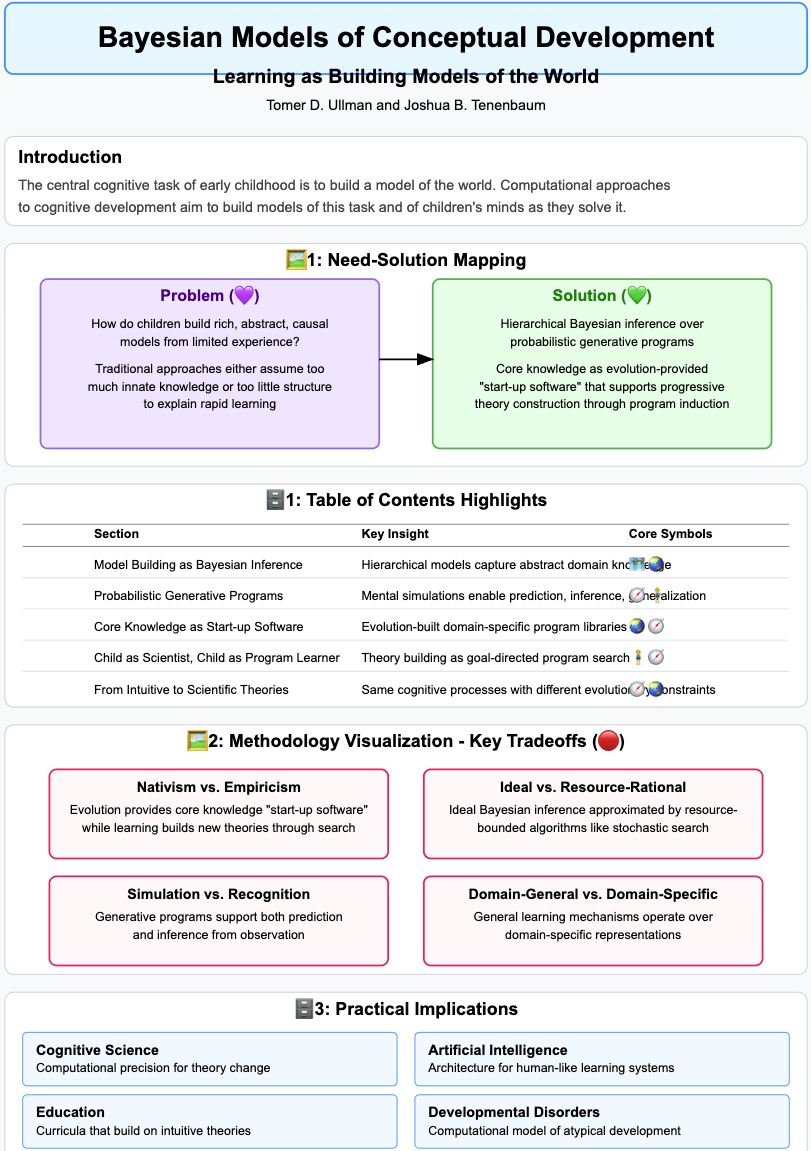 Bayesian Models of Conceptual Development
Learning as Building Models of the World
Tomer D. Ullman and Joshua B. Tenenbaum
Introduction
The central cognitive task of early childhood is to build a model of the world. Computational approaches
to cognitive development aim to build models of this task and of children's minds as they solve it.
🖼️1: Need-Solution Mapping
Problem (💜)
How do children build rich, abstract, causal
models from limited experience?
Traditional approaches either assume too
much innate knowledge or too little structure
to explain rapid learning
Solution (💚)
Hierarchical Bayesian inference over
probabilistic generative programs
Core knowledge as evolution-provided
"start-up software" that supports progressive
theory construction through program induction
🗄️1: Table of Contents Highlights
Section Key Insight Core Symbols
Model Building as Bayesian Inference Hierarchical models capture abstract domain knowledge 🗺️🌏
Probabilistic Generative Programs Mental simulations enable prediction, inference, generalization 🧭🧍
Core Knowledge as Start-up Software Evolution-built domain-specific program libraries 🌏🧭
Child as Scientist, Child as Program Learner Theory building as goal-directed program search 🧍🧭
From Intuitive to Scientific Theories Same cognitive processes with different evolutionary constraints 🧭🌏
🖼️2: Methodology Visualization - Key Tradeoffs (🔴)
Nativism vs. Empiricism
Evolution provides core knowledge "start-up software"
while learning builds new theories through search
Ideal vs. Resource-Rational
Ideal Bayesian inference approximated by resource-
bounded algorithms like stochastic search
Simulation vs. Recognition
Generative programs support both prediction
and inference from observation
Domain-General vs. Domain-Specific
General learning mechanisms operate over
domain-specific representations
🗄️3: Practical Implications
Cognitive Science
Computational precision for theory change
Artificial Intelligence
Architecture for human-like learning systems
Education
Curricula that build on intuitive theories
Developmental Disorders
Computational model of atypical development